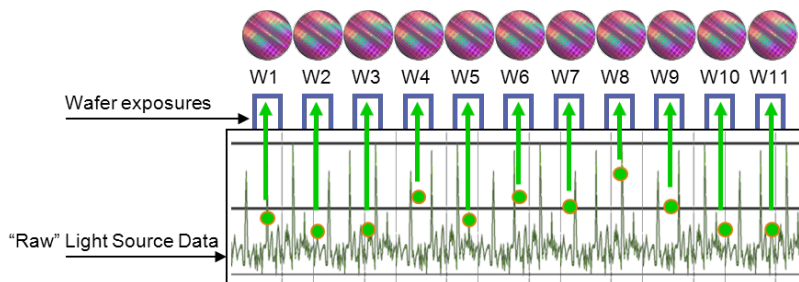 W1 W2 W3 W4 W5 W6 W7 W8 W9 W10 W11
Wafer exposures
“Raw” Light Source Data